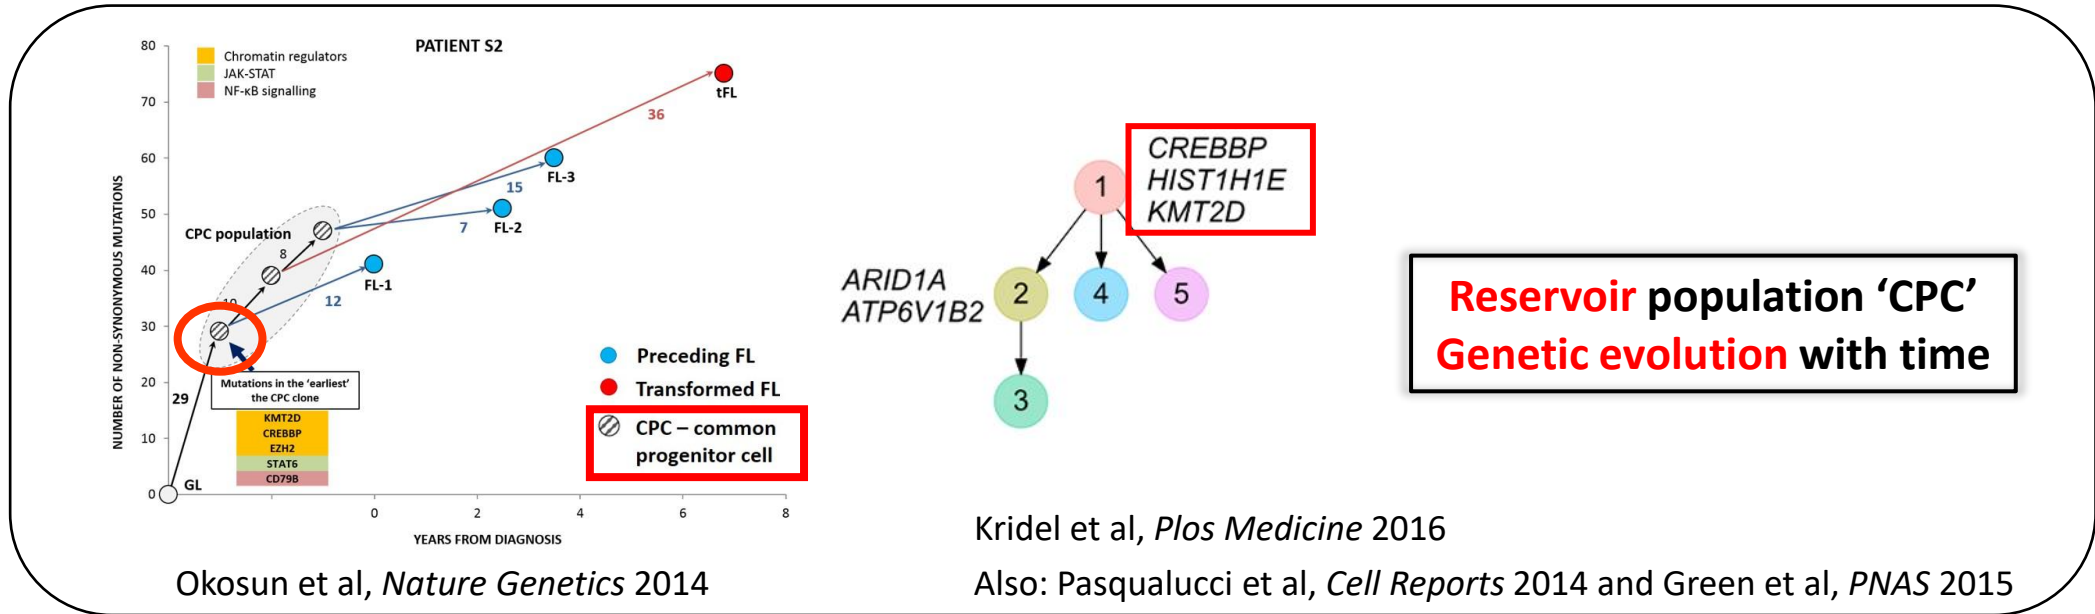 PATIENT S2
Chromatin regulators
JAK-STAT
NF-κB signalling
NUMBER OF NON-SYNONYMOUS MUTATIONS
80
70
60
50
40
30
20
10
0
tFL
36
FL-3
15
7
FL-2
CPC population
8
10
FL-1
12
29
GL
Mutations in the 'earliest'
the CPC clone
KMT2D
CREBBP
EZH2
STAT6
CD79B
Preceding FL
Transformed FL
CPC – common
progenitor cell
0
2
4
6
8
YEARS FROM DIAGNOSIS
Okosun et al, Nature Genetics 2014
CREBBP
HIST1H1E
KMT2D
1
ARID1A
ATP6V1B2
2
4
5
3
Reservoir population ‘CPC’
Genetic evolution with time
Kridel et al, Plos Medicine 2016
Also: Pasqualucci et al, Cell Reports 2014 and Green et al, PNAS 2015